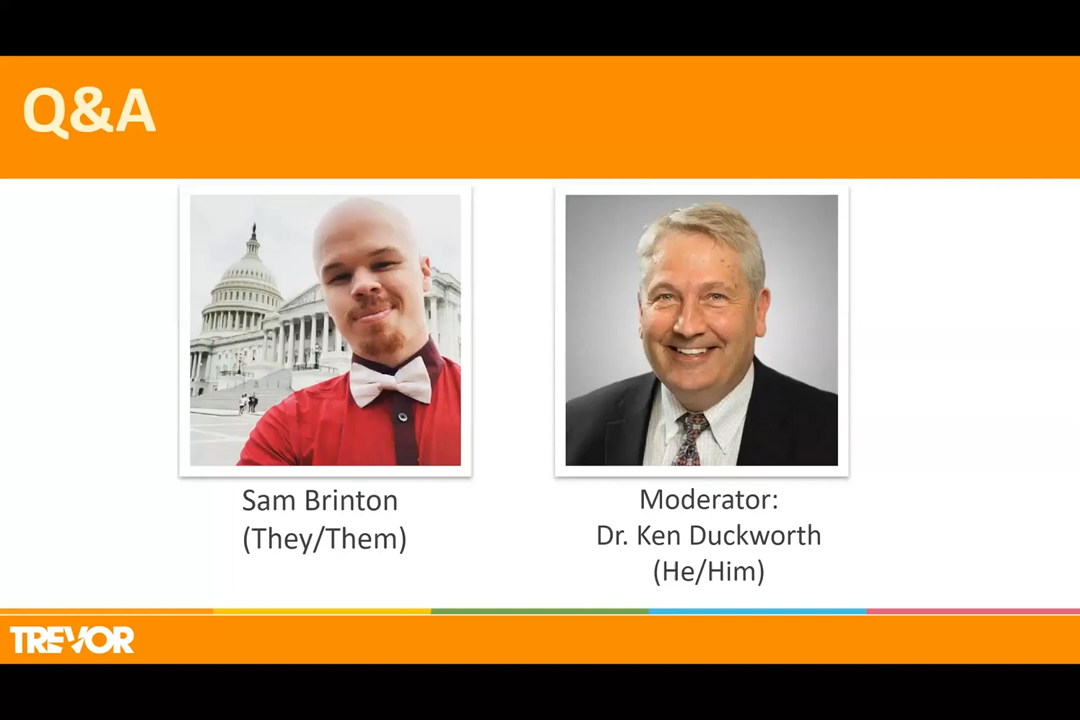 Q&A
Sam Brinton
(They/Them)
Moderator:
Dr. Ken Duckworth
(He/Him)
TREVOR